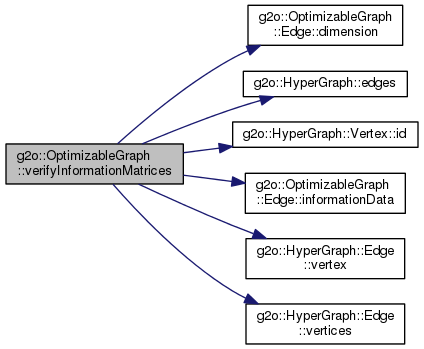 g2o::OptimizableGraph
::verifyInformationMatrices
g2o::OptimizableGraph
::Edge::dimension
g2o::HyperGraph::edges
g2o::HyperGraph::Vertex::id
g2o::OptimizableGraph
::Edge::informationData
g2o::HyperGraph::Edge
::vertex
g2o::HyperGraph::Edge
::vertices